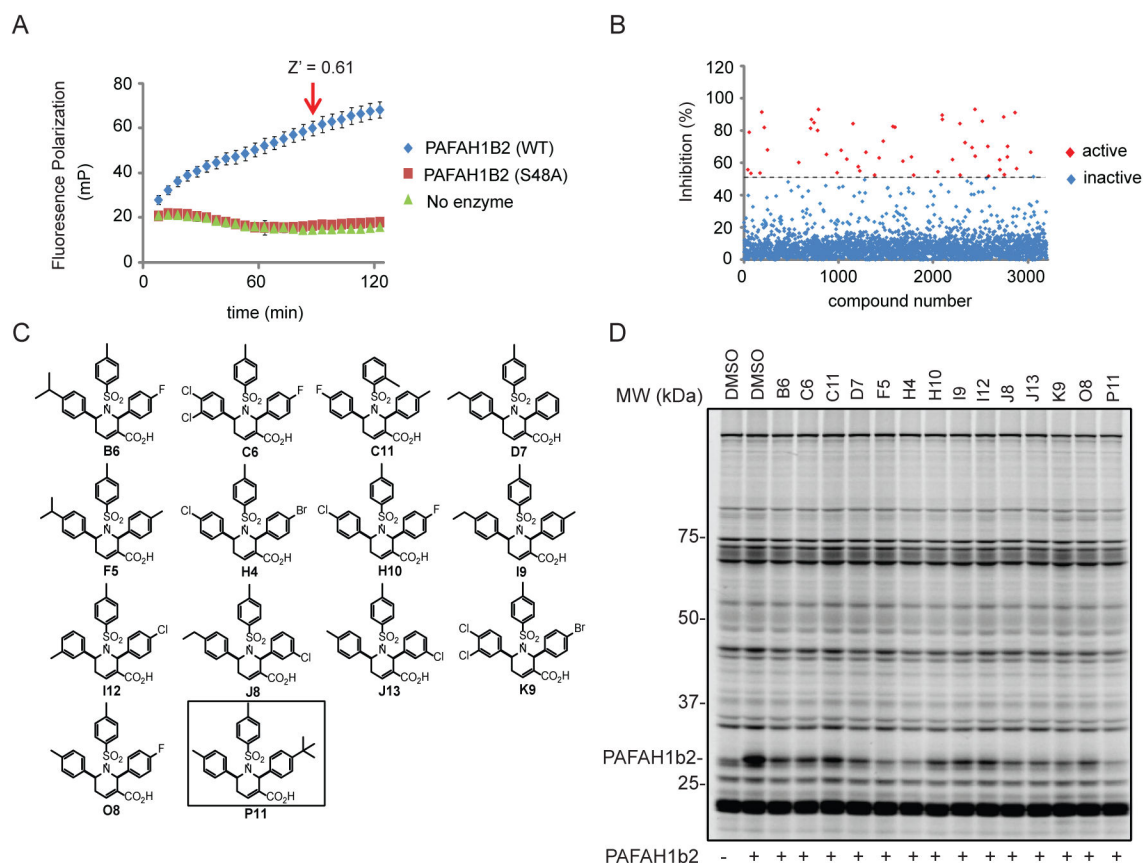 A
Z' = 0.61
80
60
40
20
0
Fluoresence Polarization
(mP)
0 60 120
time (min)
PAFAH1B2 (WT)
PAFAH1B2 (S48A)
No enzyme
B
120
100
80
60
40
20
0
Inhibition (%)
0 1000 2000 3000
compound number
active
inactive
C
SO2 N F CO2H
B6
Cl Cl SO2 N F CO2H
C6
F SO2 N CO2H
C11
SO2 N CO2H
D7
SO2 N CO2H
F5
Cl SO2 N Br CO2H
H4
Cl SO2 N F CO2H
H10
SO2 N CO2H
I9
SO2 N Cl CO2H
I12
SO2 N Cl CO2H
J8
SO2 N Cl CO2H
J13
Cl Cl SO2 N Br CO2H
K9
SO2 N F CO2H
O8
SO2 N CO2H
P11
D
MW (kDa)
DMSO DMSO B6 C6 C11 D7 F5 H4 H10 I9 I12 J8 J13 K9 O8 P11
75-
50-
37-
PAFAH1b2-
25-
PAFAH1b2 - + + + + + + + + + + + + + + +